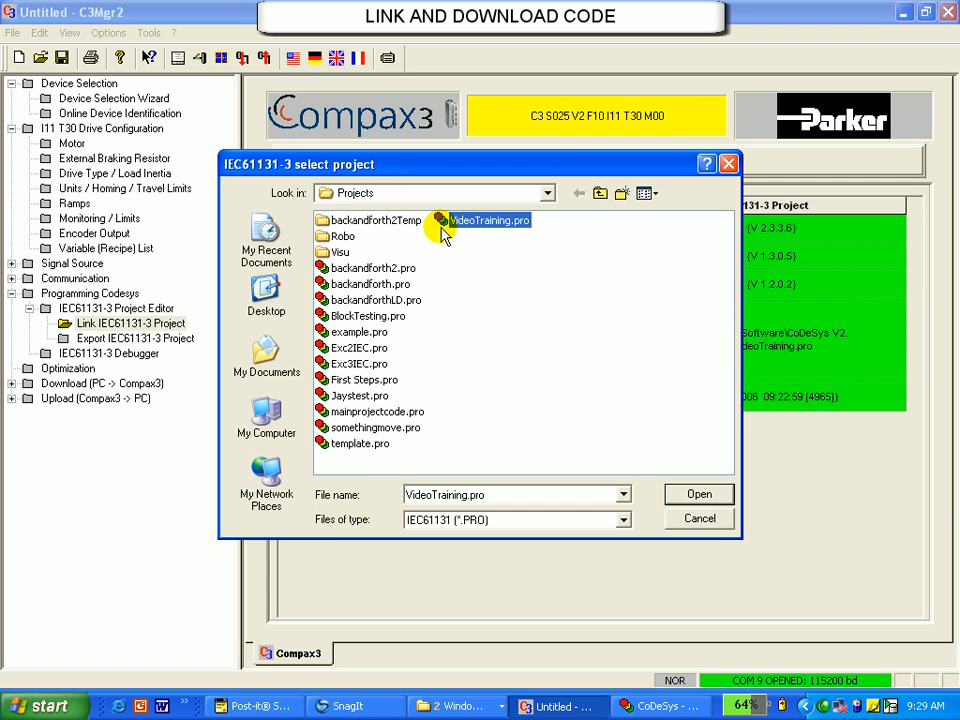 Untitled - C3Mgr2
LINK AND DOWNLOAD CODE
File Edit View Options Tools ?
Device Selection
Device Selection Wizard
Online Device Identification
I11 T30 Drive Configuration
Motor
External Braking Resistor
Drive Type / Load Inertia
Units / Homing / Travel Limits
Ramps
Monitoring / Limits
Encoder Output
Variable (Recipe) List
Signal Source
Communication
Programming Codesys
IEC61131-3 Project Editor
Link IEC61131-3 Project
Export IEC61131-3 Project
IEC61131-3 Debugger
Optimization
Download (PC -> Compax3)
Upload (Compax3 -> PC)
Compax3
C3 S025 V2 F10 I11 T30 M00
Parker
IEC61131-3 select project
Look in:
Projects
My Recent
Documents
Desktop
My Documents
My Computer
My Network
Places
backandforth2Temp
Robo
Visu
backandforth2.pro
backandforth.pro
backandforthLD.pro
BlockTesting.pro
example.pro
Exc2IEC.pro
Exc3IEC.pro
First Steps.pro
Jaystest.pro
mainprojectcode.pro
somethingmove.pro
template.pro
VideoTraining.pro
File name:
VideoTraining.pro
Open
Files of type:
IEC61131 (*.PRO)
Cancel
131-3 Project
{V 2.3.3.6}
{V 1.3.0.5}
{V 1.2.0.2}
Software\CoDeSys V2.
deoTraining.pro
006 09:22:59 [4965]}
Compax3
NOR
COM 9 OPENED: 115200 bd
start
Post-it® S...
SnagIt
2 Windo...
Untitled - ...
CoDeSys - ...
64%
9:29 AM